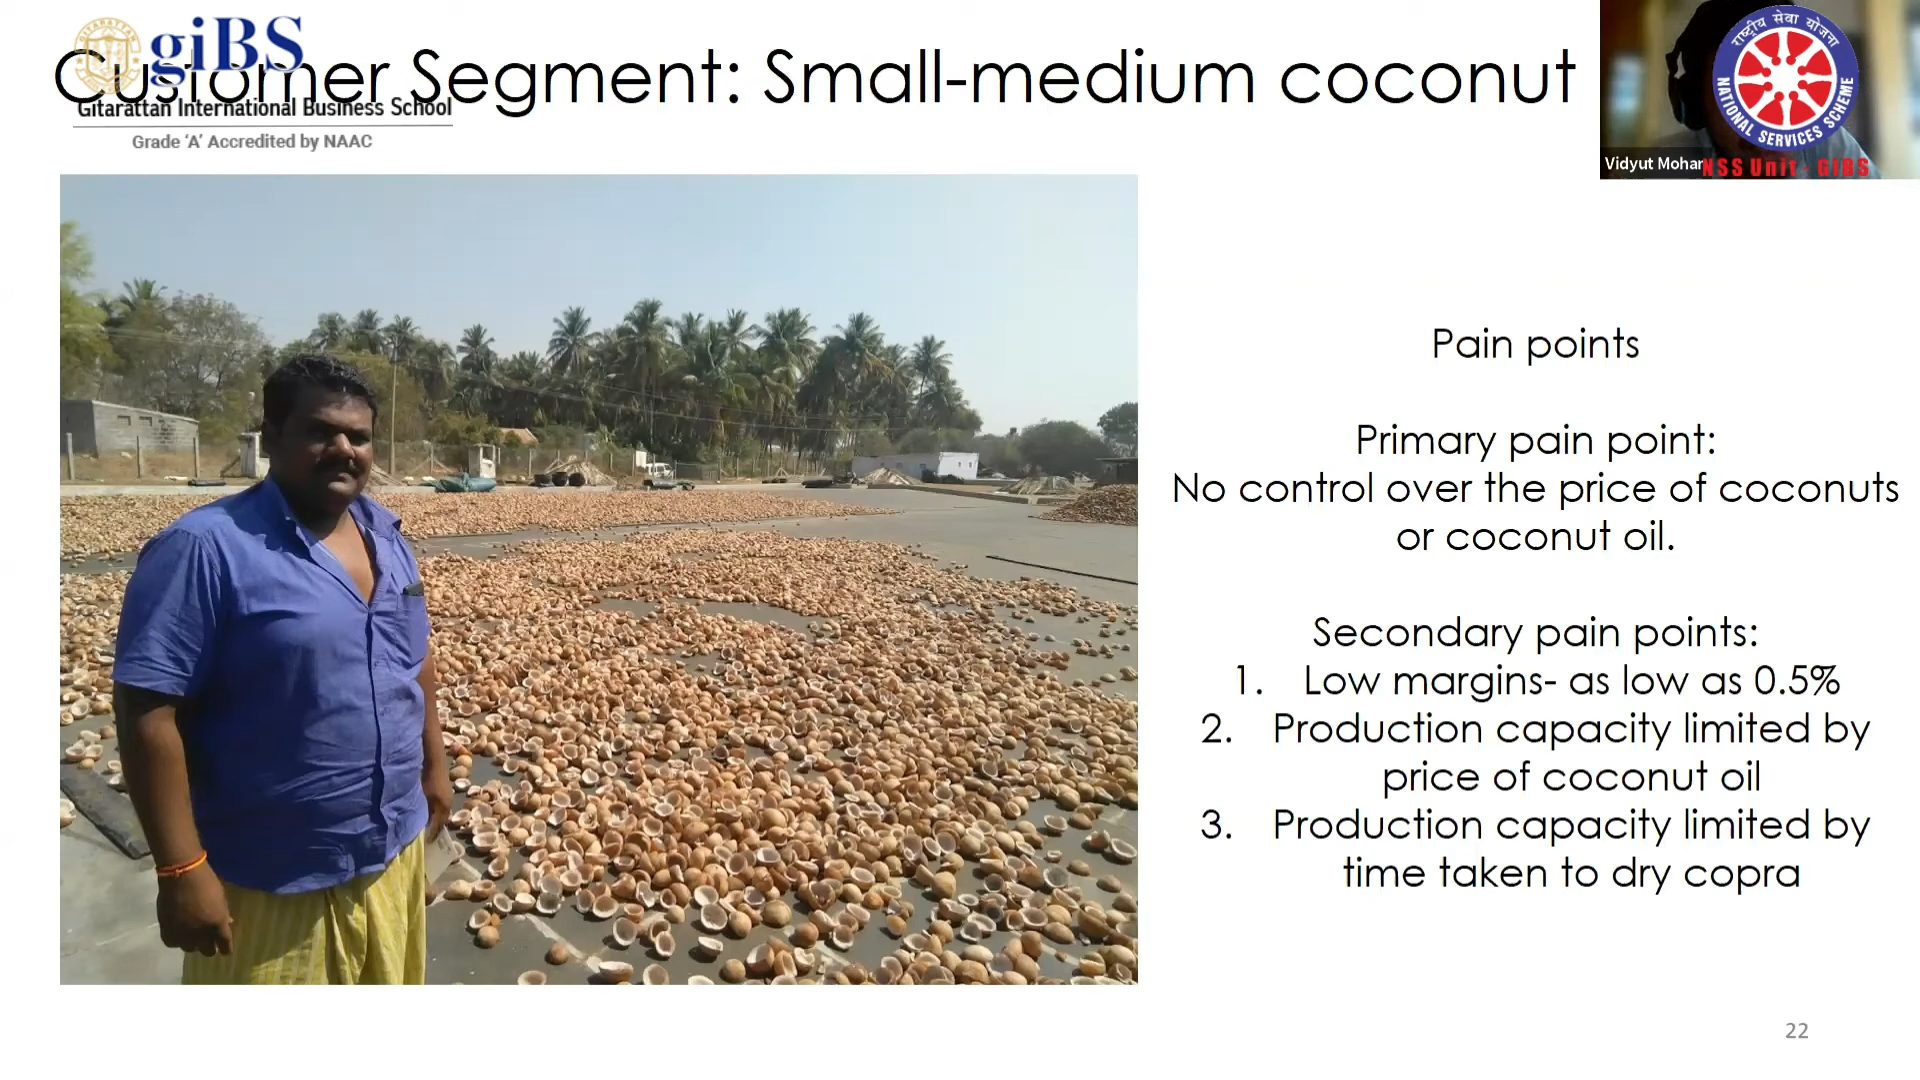 Customer Segment: Small-medium coconut
giBS
Gitarattan International Business School
Grade 'A' Accredited by NAAC
राष्ट्रीय सेवा योजना
NATIONAL SERVICES SCHEME
Vidyut Mohan
NSS Unit - GIBS
Pain points
Primary pain point:
No control over the price of coconuts
or coconut oil.
Secondary pain points:
1. Low margins- as low as 0.5%
2. Production capacity limited by
price of coconut oil
3. Production capacity limited by
time taken to dry copra
22